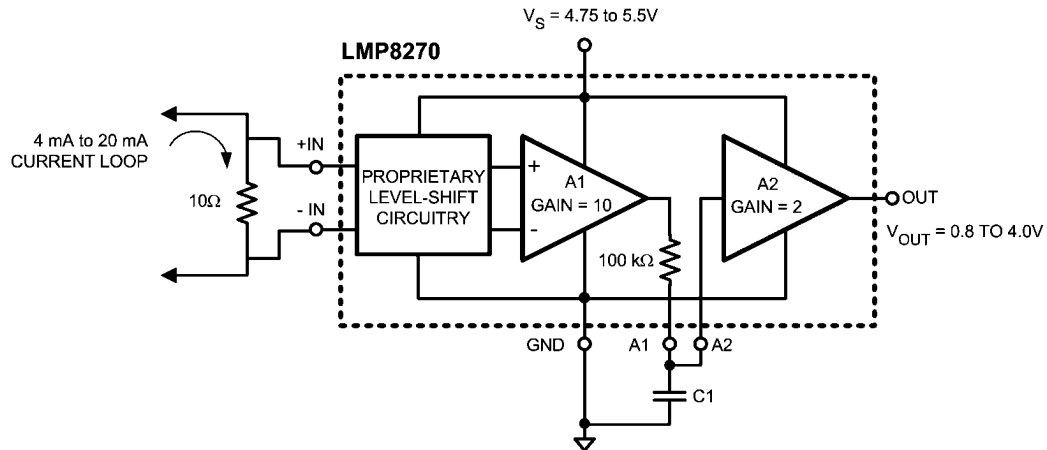 V_S = 4.75 to 5.5V
LMP8270
4 mA to 20 mA
CURRENT LOOP
+IN
10Ω
- IN
PROPRIETARY
LEVEL-SHIFT
CIRCUITRY
+
-
A1
GAIN = 10
100 kΩ
A2
GAIN = 2
OUT
V_OUT = 0.8 TO 4.0V
GND
A1
A2
C1